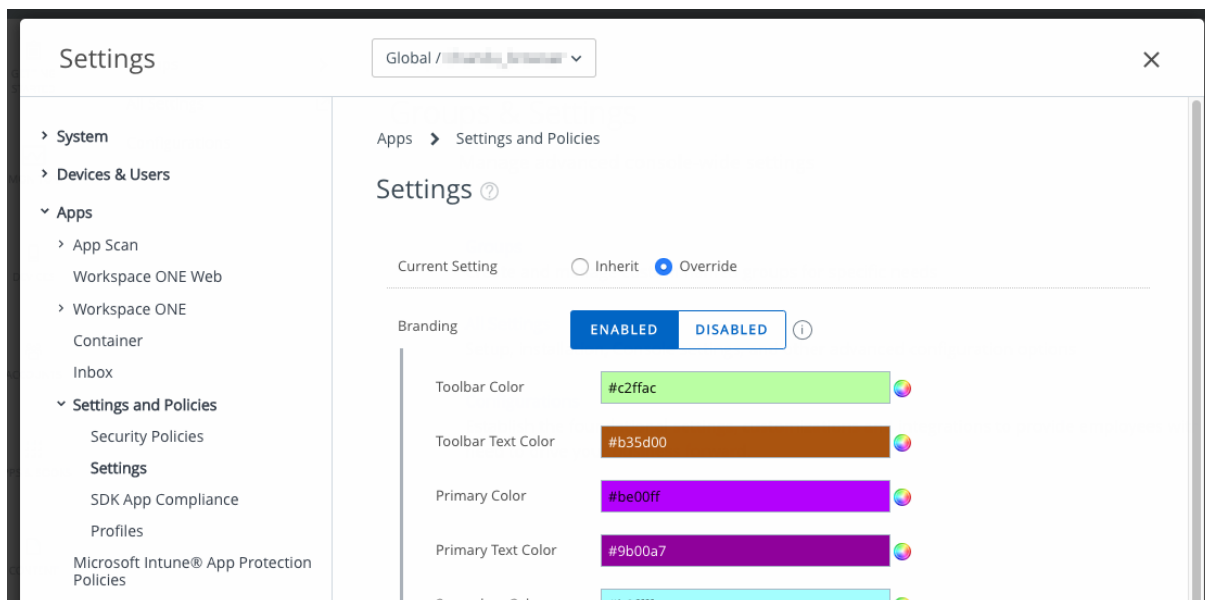 Settings
Global /
System
Devices & Users
Apps
App Scan
Workspace ONE Web
Workspace ONE
Container
Inbox
Settings and Policies
Security Policies
Settings
SDK App Compliance
Profiles
Microsoft Intune® App Protection
Policies
Apps > Settings and Policies
Settings ?
Current Setting Inherit Override
Branding ENABLED DISABLED i
Toolbar Color #c2ffac
Toolbar Text Color #b35d00
Primary Color #be00ff
Primary Text Color #9b00a7